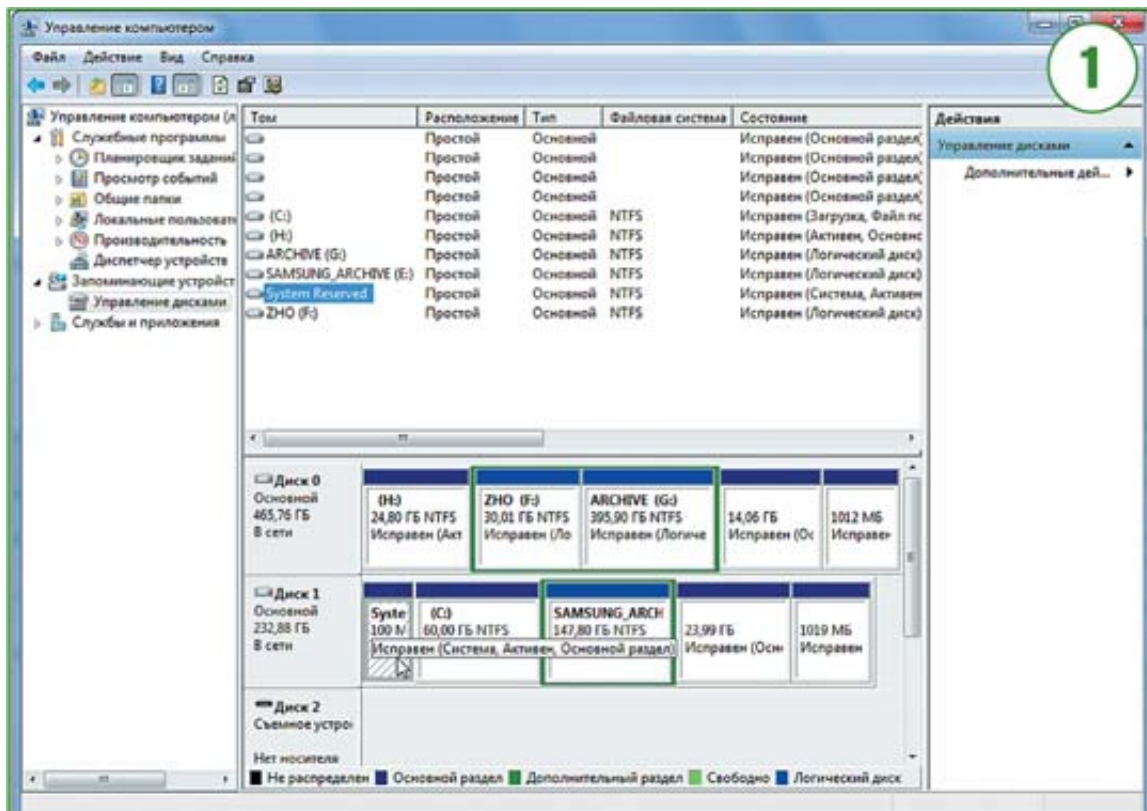 Управление компьютером
1
Файл Действие Вид Справка
Управление компьютером (л
Служебные программы
Планировщик заданий
Просмотр событий
Общие папки
Локальные пользовате
Производительность
Диспетчер устройств
Запоминающие устройст
Управление дисками
Службы и приложения
Том Расположение Тип Файловая система Состояние
Простой Основной Исправен (Основной раздел)
Простой Основной Исправен (Основной раздел)
Простой Основной Исправен (Основной раздел)
Простой Основной Исправен (Основной раздел)
(C:) Простой Основной NTFS Исправен (Загрузка, Файл по
(H:) Простой Основной NTFS Исправен (Активен, Основно
ARCHIVE (G:) Простой Основной NTFS Исправен (Логический диск)
SAMSUNG_ARCHIVE (E:) Простой Основной NTFS Исправен (Логический диск)
System Reserved Простой Основной NTFS Исправен (Система, Активен
ZHO (F:) Простой Основной NTFS Исправен (Логический диск)
Действия
Управление дисками
Дополнительные дей...
Диск 0
Основной
465,76 ГБ
В сети
(H:)
24,80 ГБ NTFS
Исправен (Акт
ZHO (F:)
30,01 ГБ NTFS
Исправен (Ло
ARCHIVE (G:)
395,90 ГБ NTFS
Исправен (Логиче
14,06 ГБ
Исправен (Ос
1012 МБ
Исправен
Диск 1
Основной
232,88 ГБ
В сети
Syste
100 М
(C:)
60,00 ГБ NTFS
SAMSUNG_ARCH
147,80 ГБ NTFS
Исправен (Система, Активен, Основной раздел)
23,99 ГБ
Исправен (Осн
1019 МБ
Исправен
Диск 2
Съемное устрой
Нет носителя
Не распределен Основной раздел Дополнительный раздел Свободно Логический диск